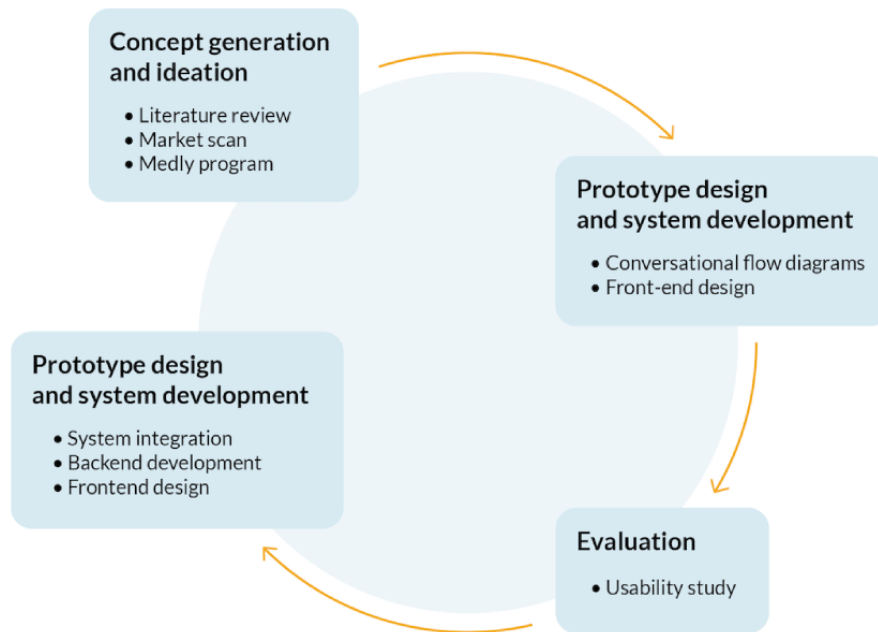 Concept generation
and ideation
• Literature review
• Market scan
• Medly program
Prototype design
and system development
• Conversational flow diagrams
• Front-end design
Prototype design
and system development
• System integration
• Backend development
• Frontend design
Evaluation
• Usability study